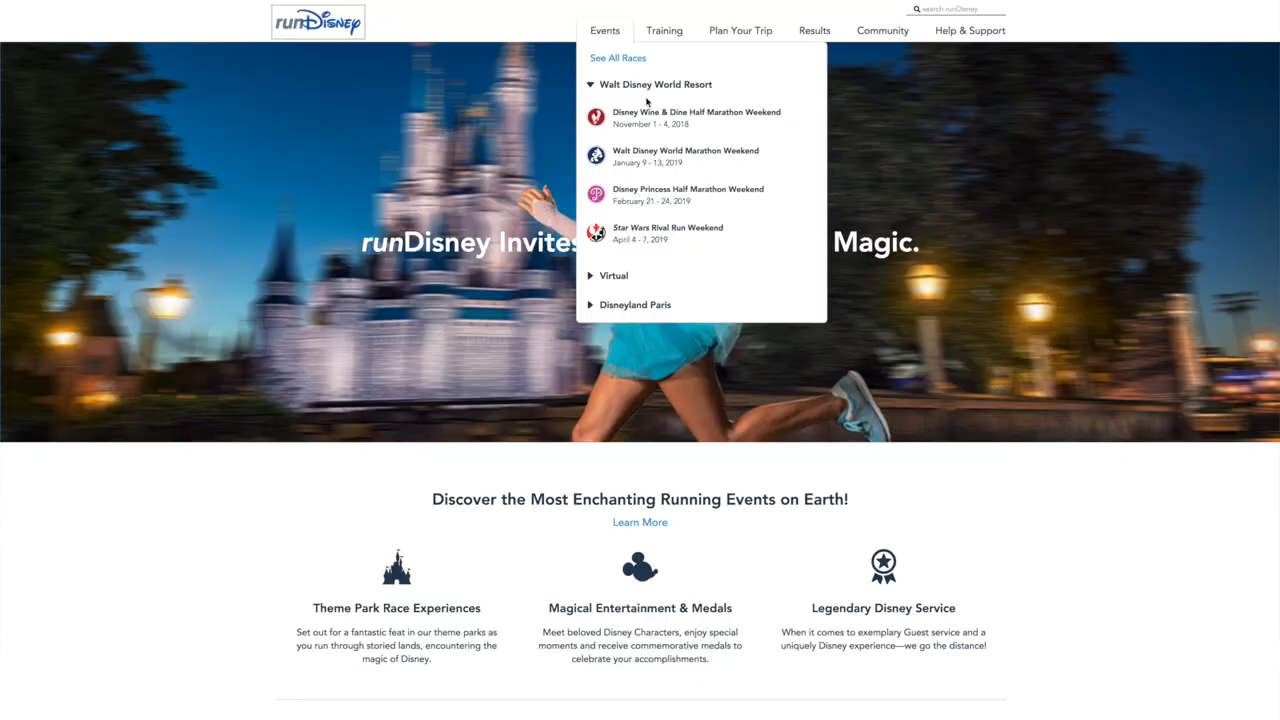 runDisney
search runDisney
Events
Training
Plan Your Trip
Results
Community
Help & Support
See All Races
Walt Disney World Resort
Disney Wine & Dine Half Marathon Weekend
November 1 - 4, 2018
Walt Disney World Marathon Weekend
January 9 - 13, 2019
Disney Princess Half Marathon Weekend
February 21 - 24, 2019
Star Wars Rival Run Weekend
April 4 - 7, 2019
Virtual
Disneyland Paris
runDisney Invites Magic.
Discover the Most Enchanting Running Events on Earth!
Learn More
Theme Park Race Experiences
Set out for a fantastic feat in our theme parks as
you run through storied lands, encountering the
magic of Disney.
Magical Entertainment & Medals
Meet beloved Disney Characters, enjoy special
moments and receive commemorative medals to
celebrate your accomplishments.
Legendary Disney Service
When it comes to exemplary Guest service and a
uniquely Disney experience—we go the distance!